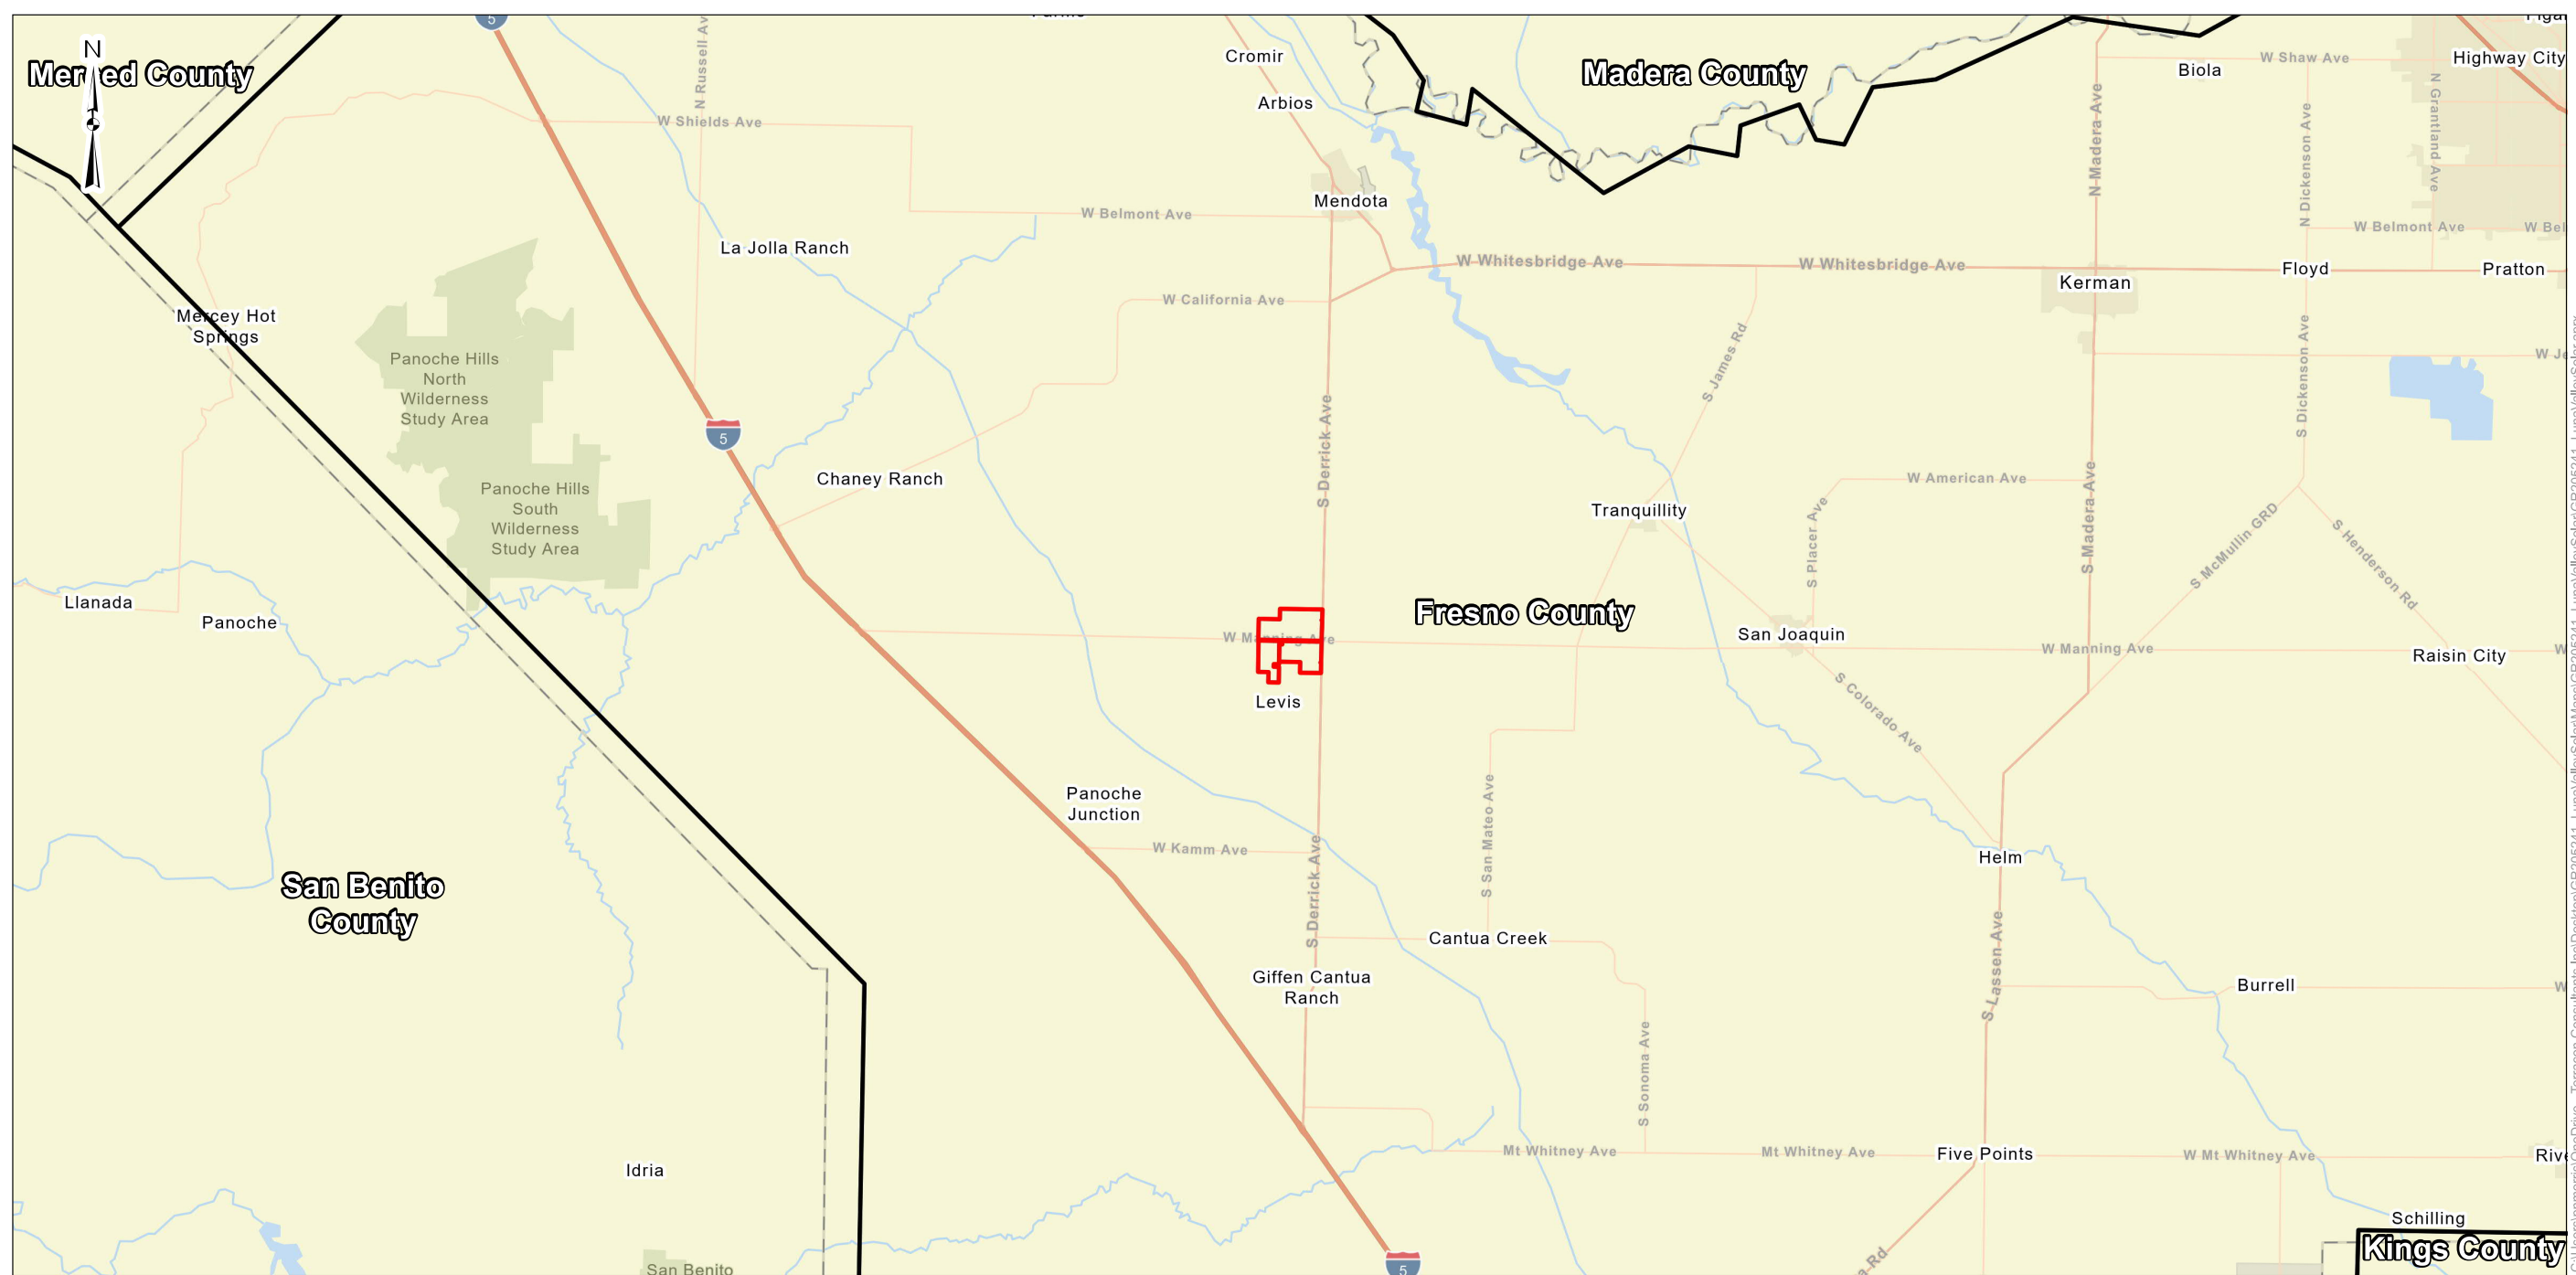 5
N
Merced County
N Russell Av
Cromir
Madera County
Biola
W Shaw Ave
Highway City
Arbios
W Shields Ave
N Madera Ave
N Dickenson Ave
N Grantland Ave
Mendota
W Belmont Ave
La Jolla Ranch
W Belmont Ave
W Bel
W Whitesbridge Ave
W Whitesbridge Ave
Floyd
Pratton
Kerman
W California Ave
Mercey Hot
Springs
Panoche Hills
North
Wilderness
Study Area
S James Rd
S Dickenson Ave
5
S Derrick Ave
Chaney Ranch
W American Ave
Panoche Hills
South
Wilderness
Study Area
Tranquillity
S Placer Ave
S Madera Ave
S McMullin GRD
S Henderson Rd
Llanada
Panoche
Fresno County
W Manning Ave
San Joaquin
W Manning Ave
Raisin City
Levis
S Colorado Ave
Panoche
Junction
S San Mateo Ave
W Kamm Ave
S Derrick Ave
Helm
San Benito
County
Cantua Creek
S Lassen Ave
Giffen Cantua
Ranch
Burrell
S Sonoma Ave
Mt Whitney Ave
Mt Whitney Ave
Five Points
W Mt Whitney Ave
Rive
Idria
Schilling
Kings County
San Benito
5
a Rd